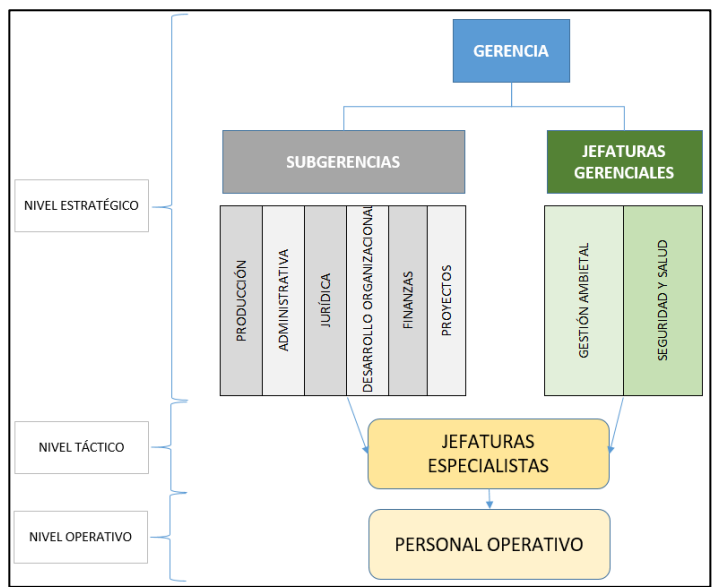 GERENCIA
SUBGERENCIAS
JEFATURAS
GERENCIALES
NIVEL ESTRATÉGICO
PRODUCCIÓN
ADMINISTRATIVA
JURÍDICA
DESARROLLO ORGANIZACIONAL
FINANZAS
PROYECTOS
GESTIÓN AMBIETAL
SEGURIDAD Y SALUD
NIVEL TÁCTICO
JEFATURAS
ESPECIALISTAS
NIVEL OPERATIVO
PERSONAL OPERATIVO